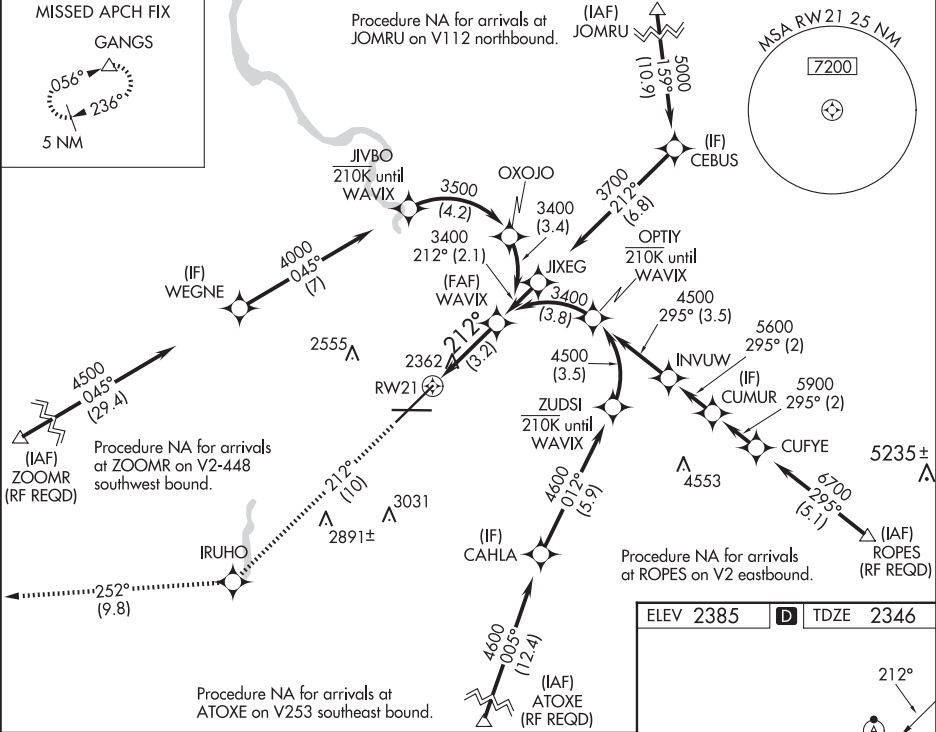 MISSED APCH FIX
GANGS
056°
236°
5 NM
Procedure NA for arrivals at
JOMRU on V112 northbound.
(IAF)
JOMRU
5000
159°
(10.9)
MSA RW21 25 NM
7200
(IF)
CEBUS
3700
212°
(6.8)
JIVBO
210K until
WAVIX
3500
(4.2)
OXOJO
3400
(3.4)
3400
212° (2.1)
JIXEG
OPTIY
210K until
WAVIX
(FAF)
WAVIX
3400
(3.8)
4000
045°
(7)
(IF)
WEGNE
4500
295° (3.5)
5600
295° (2)
INVUW
(IF)
CUMUR
5900
295° (2)
CUFYE
2555
2362
212°
(3.2)
RW21
4500
(3.5)
ZUDSI
210K until
WAVIX
4500
045°
(29.4)
(IAF)
ZOOMR
(RF REQD)
Procedure NA for arrivals
at ZOOMR on V2-448
southwest bound.
4553
5235±
6700
295°
(5.1)
(IAF)
ROPES
(RF REQD)
212°
(10)
3031
2891±
4600
012°
(5.9)
(IF)
CAHLA
Procedure NA for arrivals
at ROPES on V2 eastbound.
IRUHO
252°
(9.8)
4600
005°
(12.4)
(IAF)
ATOXE
(RF REQD)
Procedure NA for arrivals at
ATOXE on V253 southeast bound.
ELEV 2385 D TDZE 2346
212°
A